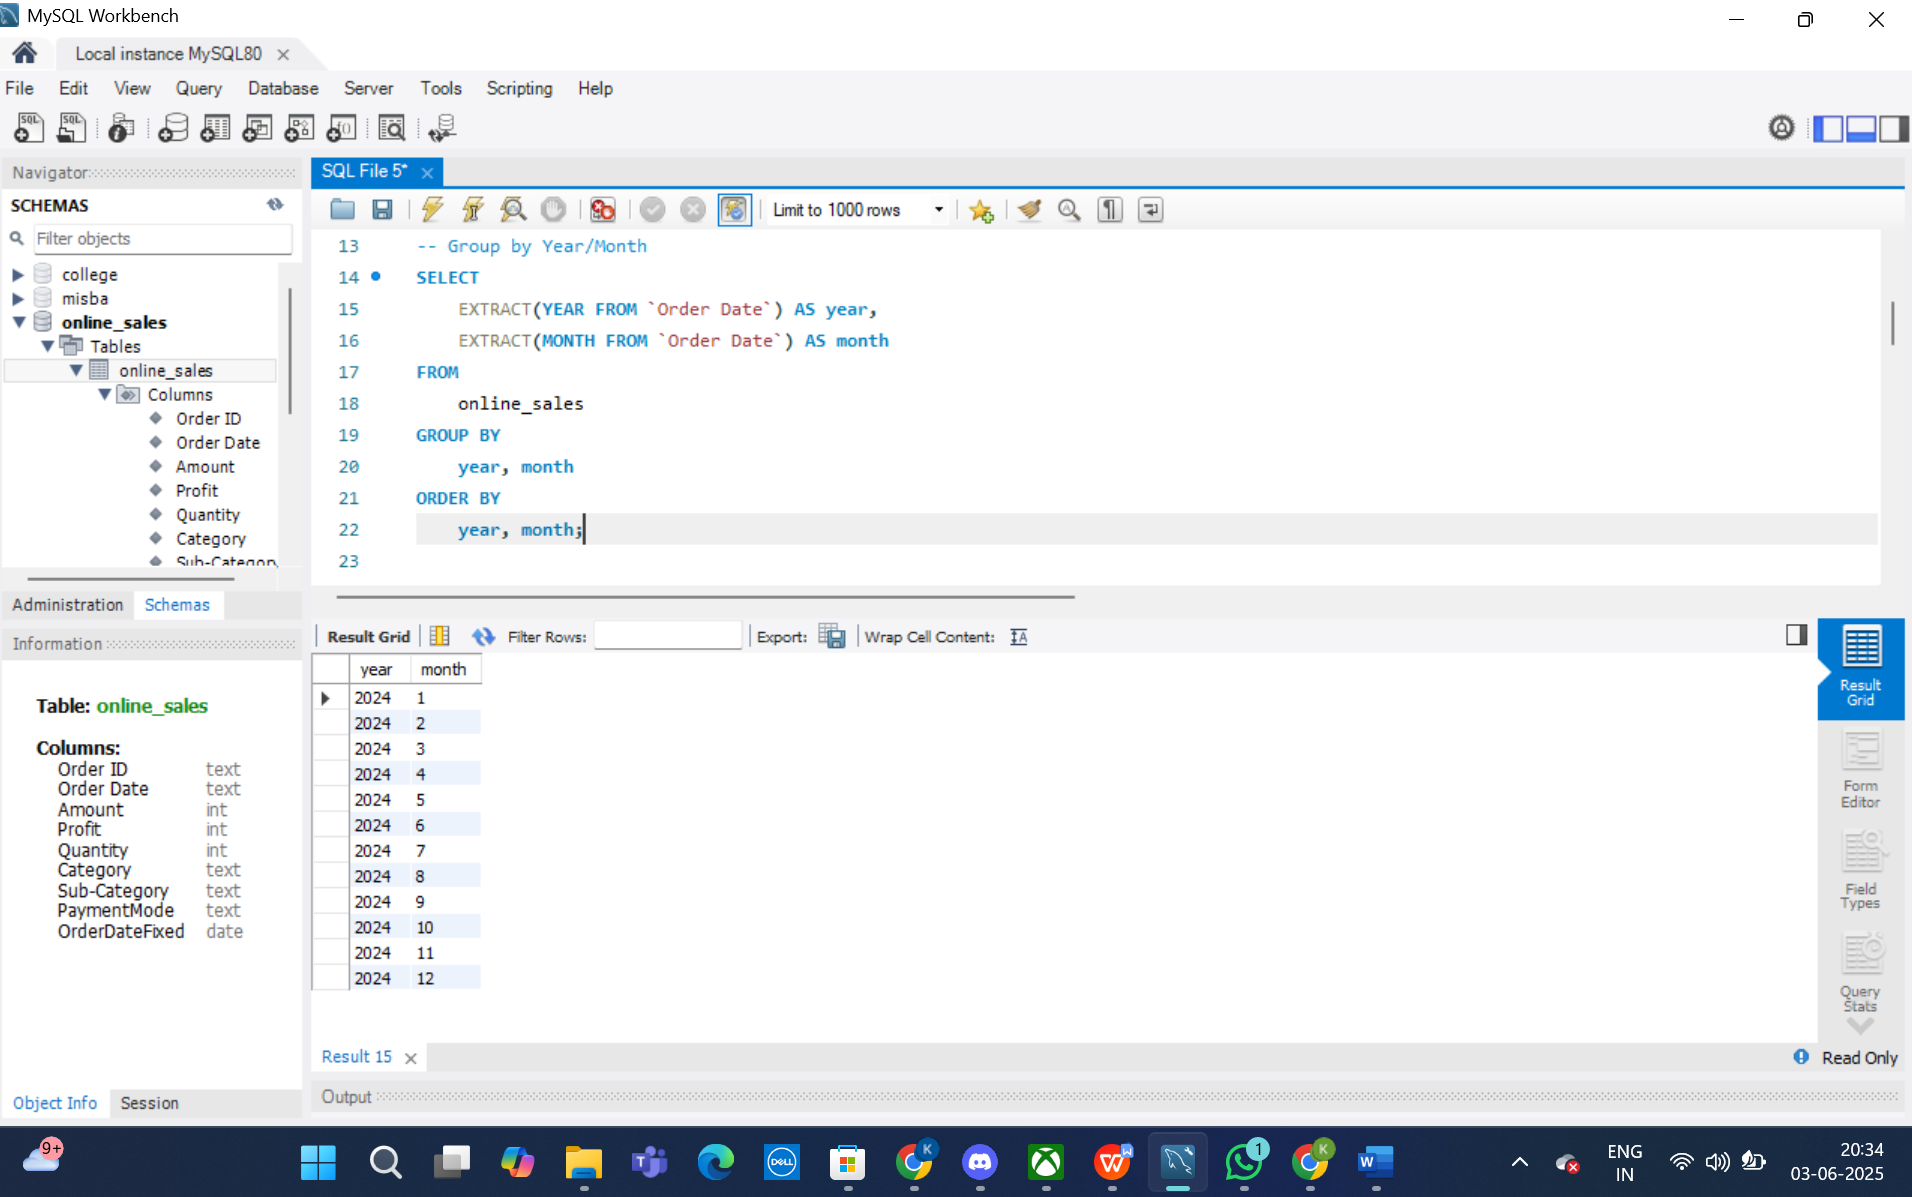 MySQL Workbench
Local instance MySQL80
File Edit View Query Database Server Tools Scripting Help
Navigator
SCHEMAS
Filter objects
college
misba
online_sales
Tables
online_sales
Columns
Order ID
Order Date
Amount
Profit
Quantity
Category
Sub-Categor
Administration Schemas
Information
Table: online_sales
Columns:
Order ID text
Order Date text
Amount int
Profit int
Quantity int
Category text
Sub-Category text
PaymentMode text
OrderDateFixed date
Object Info Session
SQL File 5*
Limit to 1000 rows
13 -- Group by Year/Month
14 SELECT
15 EXTRACT(YEAR FROM `Order Date`) AS year,
16 EXTRACT(MONTH FROM `Order Date`) AS month
17 FROM
18 online_sales
19 GROUP BY
20 year, month
21 ORDER BY
22 year, month;
23
Result Grid Filter Rows: Export: Wrap Cell Content:
year month
2024 1
2024 2
2024 3
2024 4
2024 5
2024 6
2024 7
2024 8
2024 9
2024 10
2024 11
2024 12
Result
Grid
Form
Editor
Field
Types
Query
Stats
Result 15
Read Only
Output
9+
DELL
K
1
K
ENG
IN
20:34
03-06-2025